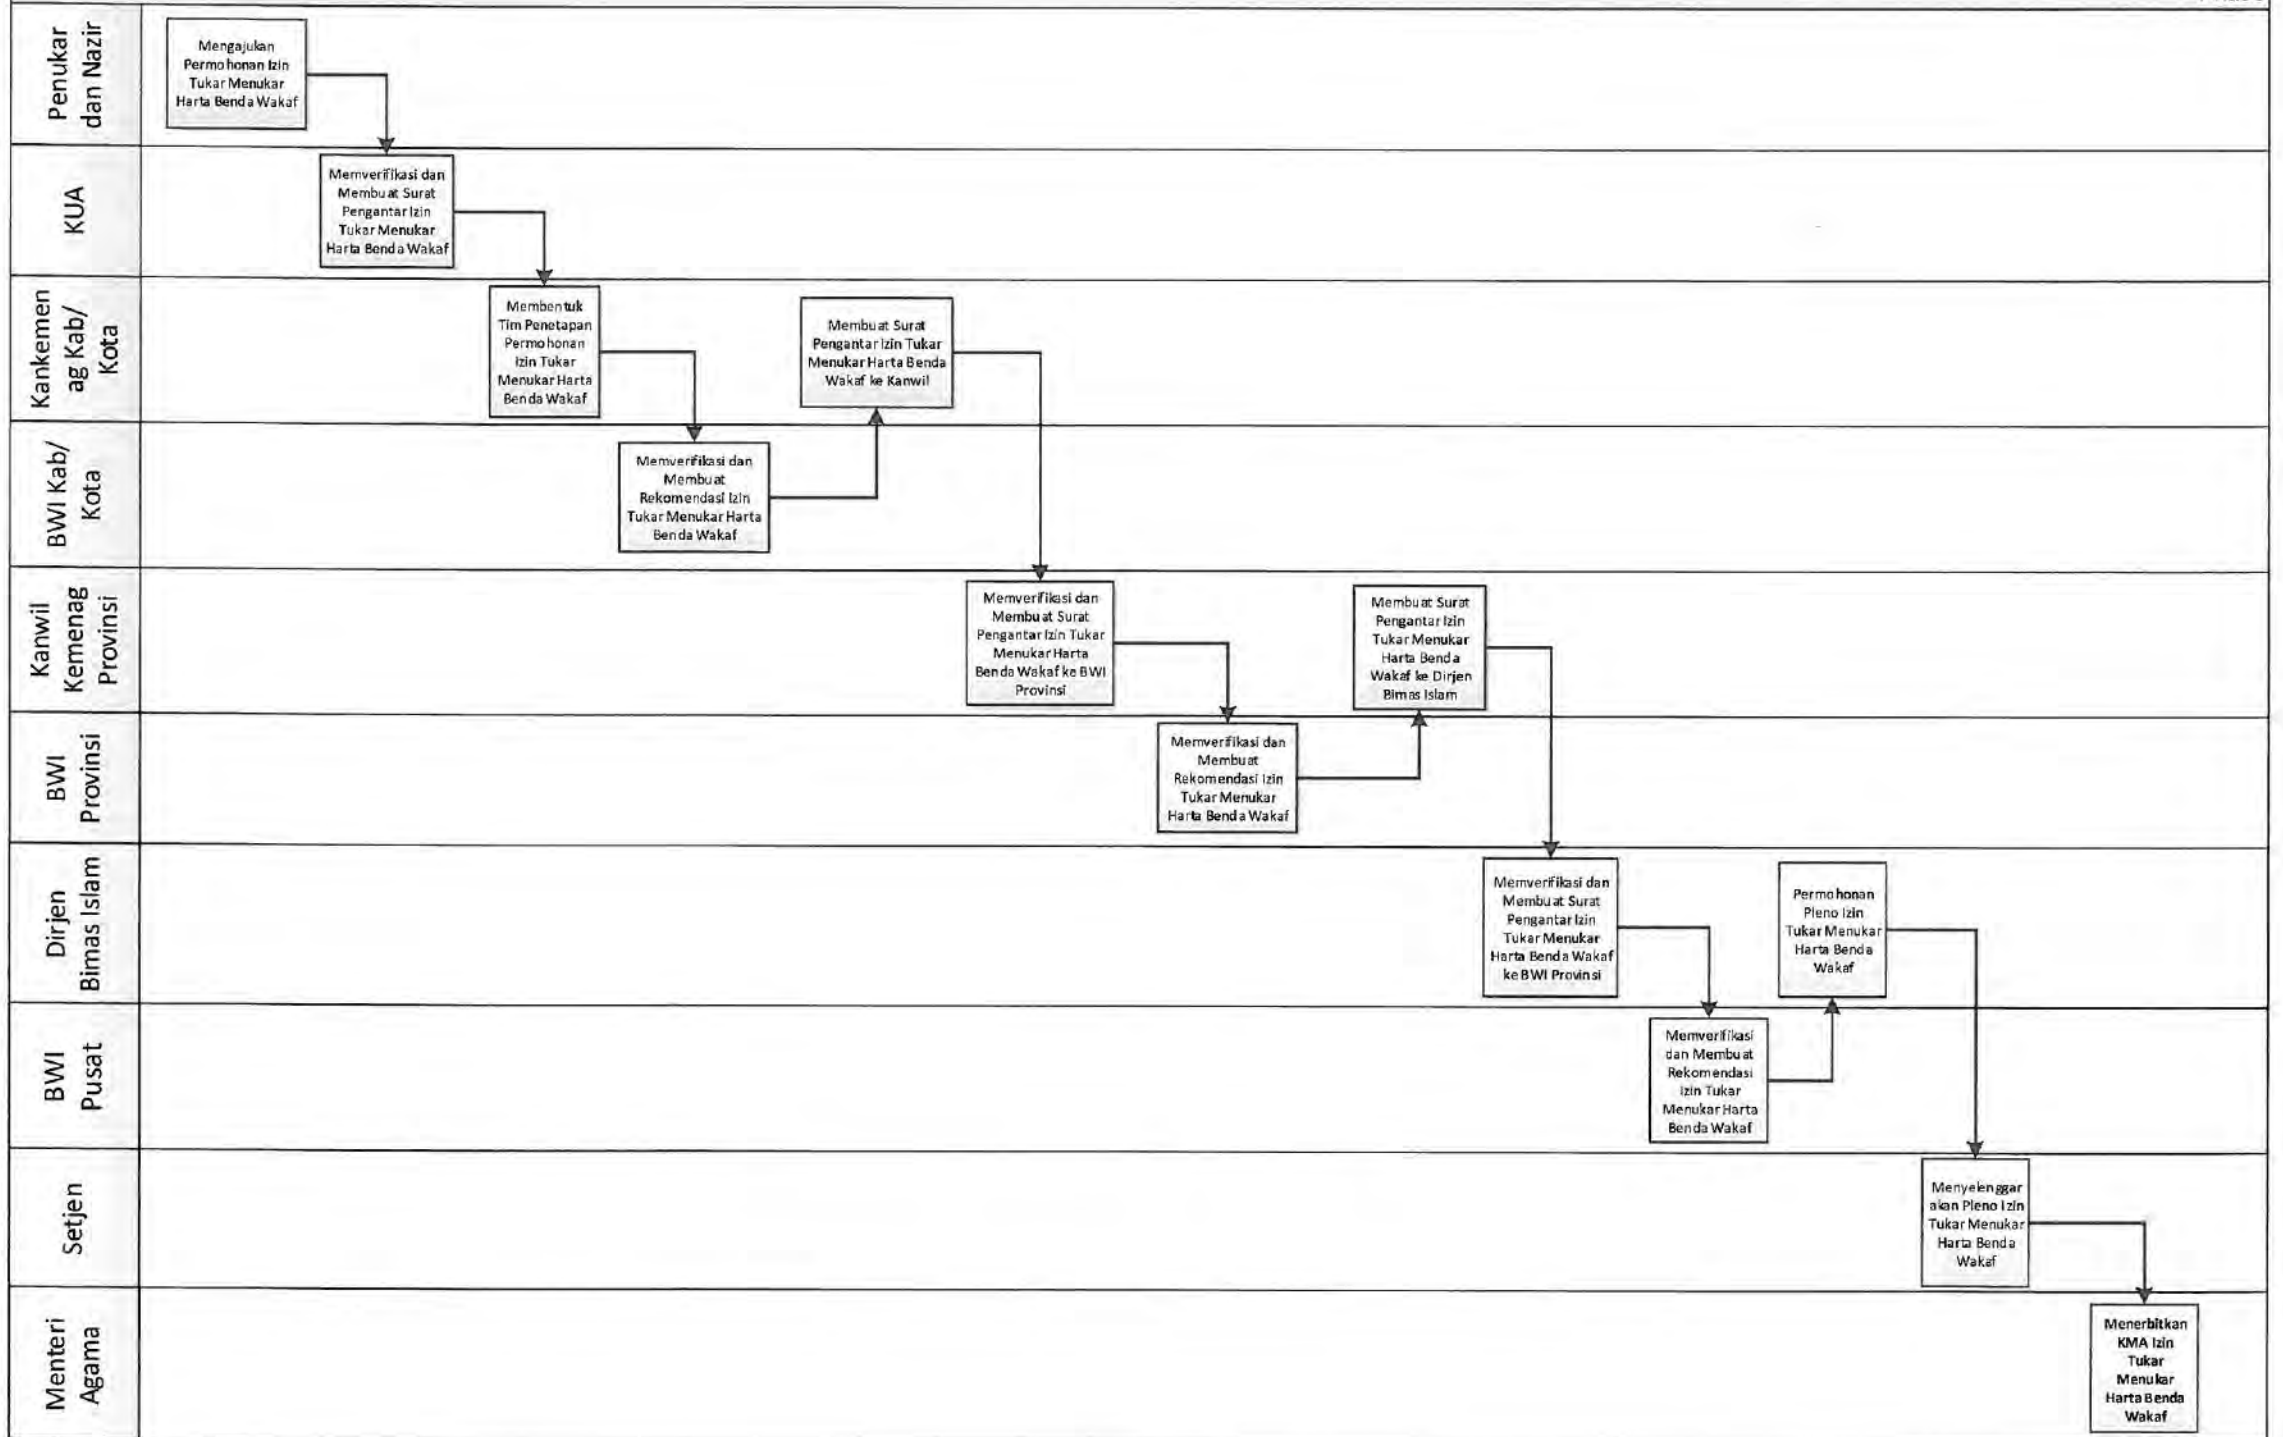 Penukar
dan Nazir
Mengajukan
Permohonan Izin
Tukar Menukar
Harta Benda Wakaf
KUA
Memverifikasi dan
Membuat Surat
Pengantar Izin
Tukar Menukar
Harta Benda Wakaf
Kankemen
ag Kab/
Kota
Membentuk
Tim Penetapan
Permohonan
Izin Tukar
Menukar Harta
Benda Wakaf
Membuat Surat
Pengantar Izin Tukar
Menukar Harta Benda
Wakaf ke Kanwil
BWI Kab/
Kota
Memverifikasi dan
Membuat
Rekomendasi Izin
Tukar Menukar Harta
Benda Wakaf
Kanwil
Kemenag
Provinsi
Memverifikasi dan
Membuat Surat
Pengantar Izin Tukar
Menukar Harta
Benda Wakaf ke BWI
Provinsi
Membuat Surat
Pengantar Izin
Tukar Menukar
Harta Benda
Wakaf ke Dirjen
Bimas Islam
BWI
Provinsi
Memverifikasi dan
Membuat
Rekomendasi Izin
Tukar Menukar
Harta Benda Wakaf
Dirjen
Bimas Islam
Memverifikasi dan
Membuat Surat
Pengantar Izin
Tukar Menukar
Harta Benda Wakaf
ke BWI Provinsi
Permohonan
Pleno Izin
Tukar Menukar
Harta Benda
Wakaf
BWI
Pusat
Memverifikasi
dan Membuat
Rekomendasi
Izin Tukar
Menukar Harta
Benda Wakaf
Setjen
Menyelenggar
akan Pleno Izin
Tukar Menukar
Harta Benda
Wakaf
Menteri
Agama
Menerbitkan
KMA Izin
Tukar
Menukar
Harta Benda
Wakaf